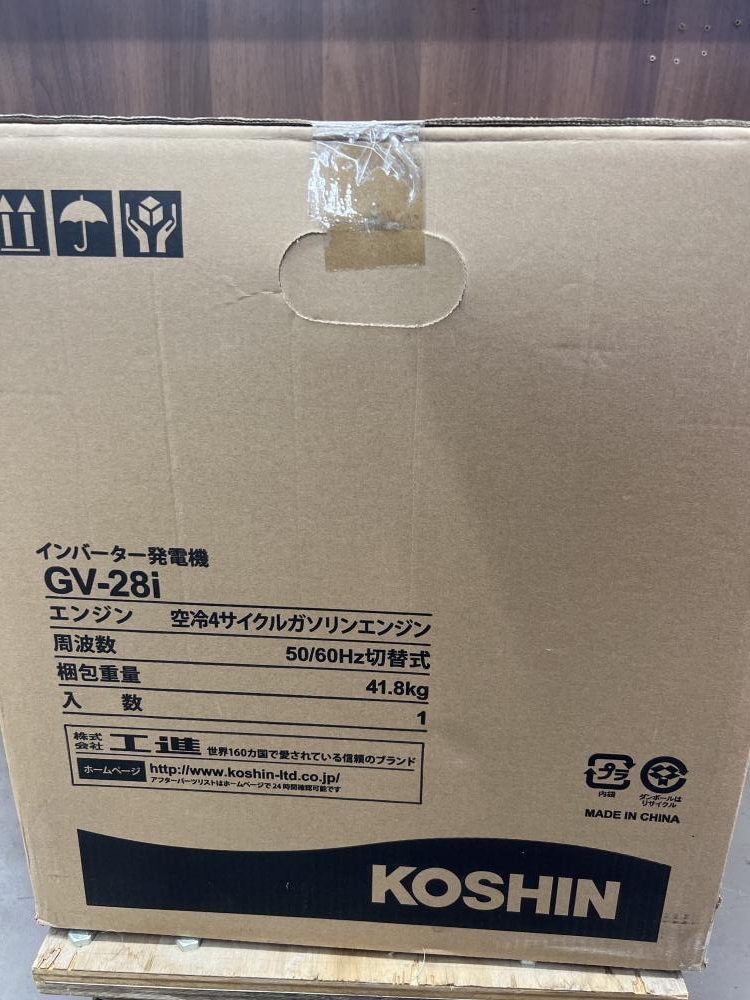 インバーター発電機
GV-28i
エンジン 空冷4サイクルガソリンエンジン
周波数 50/60Hz切替式
梱包重量 41.8kg
入 数 1
株式会社 工進 世界160カ国で愛されている信頼のブランド
ホームページ http://www.koshin-ltd.co.jp/
アフターパーツリストはホームページで24時間確認可能です
プラ
内袋
ダンボールは
リサイクル
MADE IN CHINA
KOSHIN